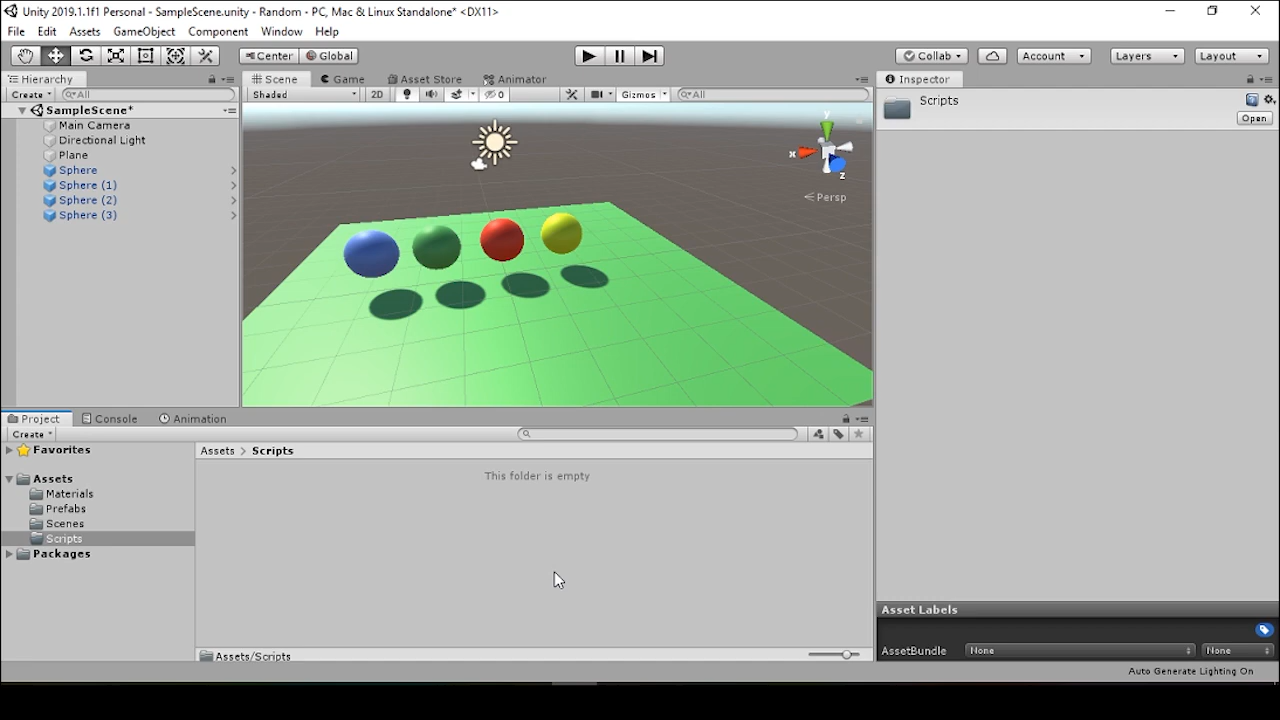 Unity 2019.1.1f1 Personal - SampleScene.unity - Random - PC, Mac & Linux Standalone* <DX11>
File Edit Assets GameObject Component Window Help
Center Global Collab Account Layers Layout
Hierarchy Scene Game Asset Store Animator Inspector
Create All Shaded 2D 0 Gizmos All
SampleScene*
Main Camera
Directional Light
Plane
Sphere
Sphere (1)
Sphere (2)
Sphere (3)
y
x
z
Persp
Scripts
Open
Project Console Animation
Create
Favorites
Assets
Materials
Prefabs
Scenes
Scripts
Packages
Assets > Scripts
This folder is empty
Assets/Scripts
Asset Labels
AssetBundle None None
Auto Generate Lighting On